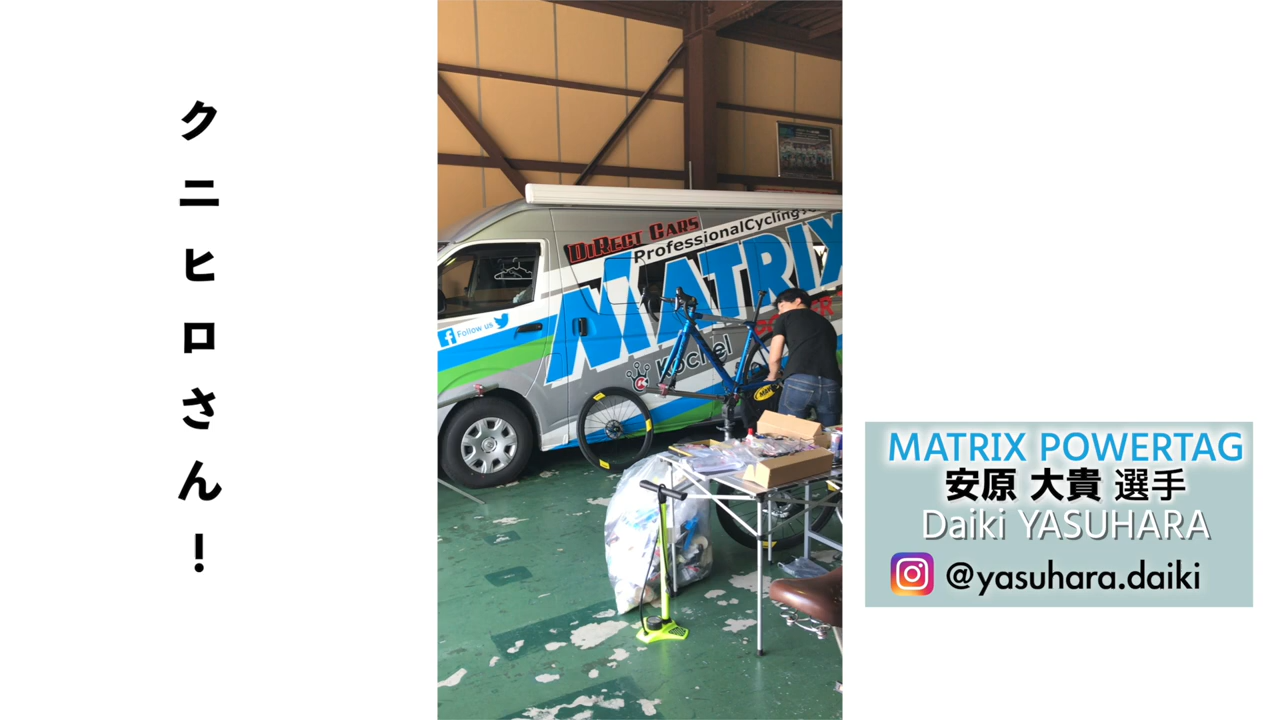 クニヒロさん!
DiRect Cars
ProfessionalCycling
MATRIX
Follow us
Kochel
MATRIX POWERTAG
安原 大貴 選手
Daiki YASUHARA
@yasuhara.daiki